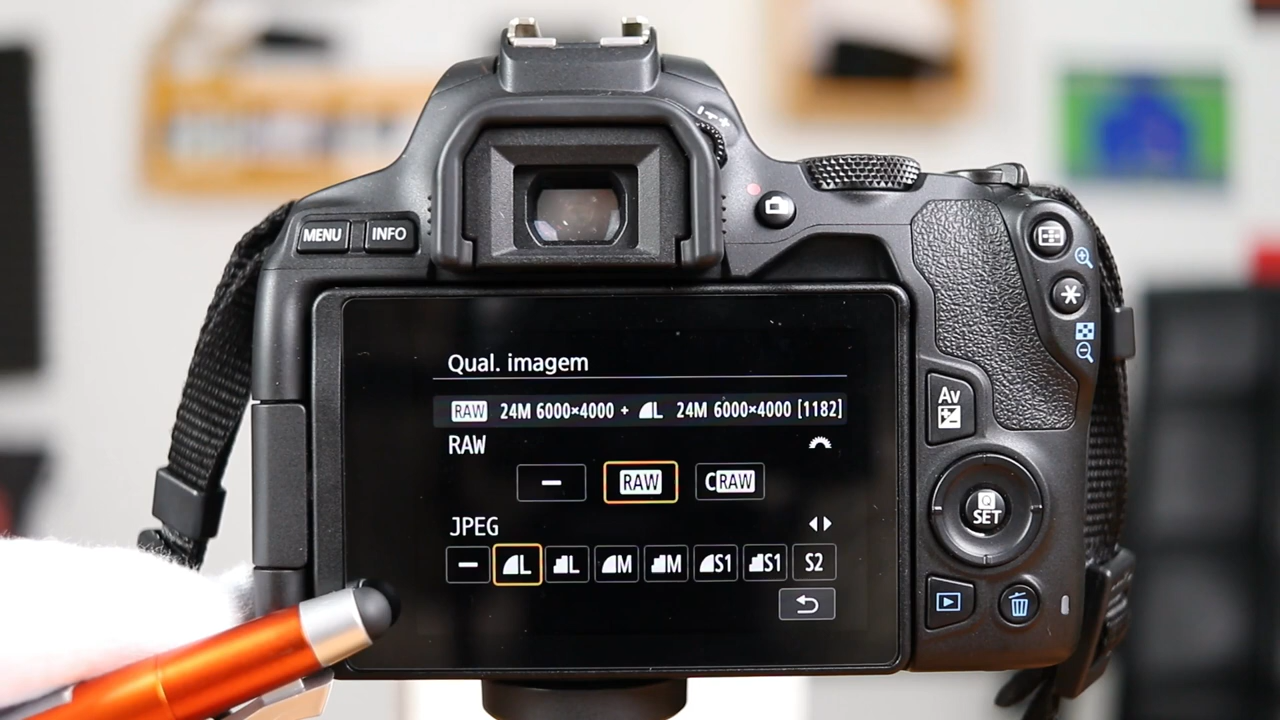 MENU INFO
Qual. imagem
RAW 24M 6000×4000 + L 24M 6000×4000 [1182]
RAW
RAW CRAW
JPEG
L L M M S1 S1 S2
Av
Q
SET